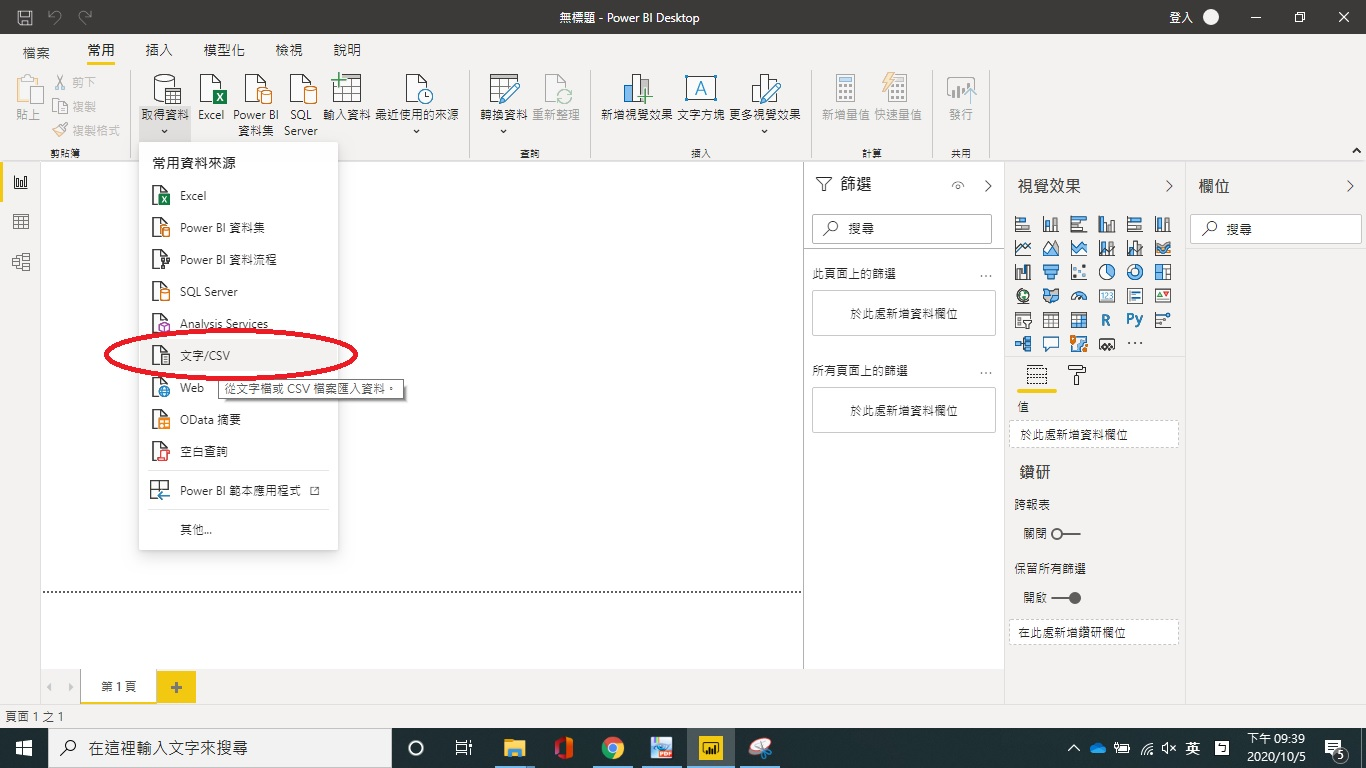 無標題 - Power BI Desktop
登入
檔案
常用
插入
模型化
檢視
說明
貼上
剪下
複製
複製格式
剪貼簿
取得資料
Excel
Power BI
資料集
SQL
Server
輸入資料
最近使用的來源
轉換資料
重新整理
查詢
新增視覺效果
文字方塊
A
更多視覺效果
插入
新增量值
快速量值
計算
發行
共用
常用資料來源
Excel
Power BI 資料集
Power BI 資料流程
SQL Server
Analysis Services
文字/CSV
Web
從文字檔或 CSV 檔案匯入資料。
OData 摘要
空白查詢
Power BI 範本應用程式
其他...
篩選
搜尋
此頁面上的篩選
...
於此處新增資料欄位
所有頁面上的篩選
...
於此處新增資料欄位
視覺效果
123
R
Py
...
值
於此處新增資料欄位
鑽研
跨報表
關閉
保留所有篩選
開啟
在此處新增鑽研欄位
欄位
搜尋
第 1 頁
+
頁面 1 之 1
在這裡輸入文字來搜尋
PDF
英
下午 09:39
2020/10/5
5